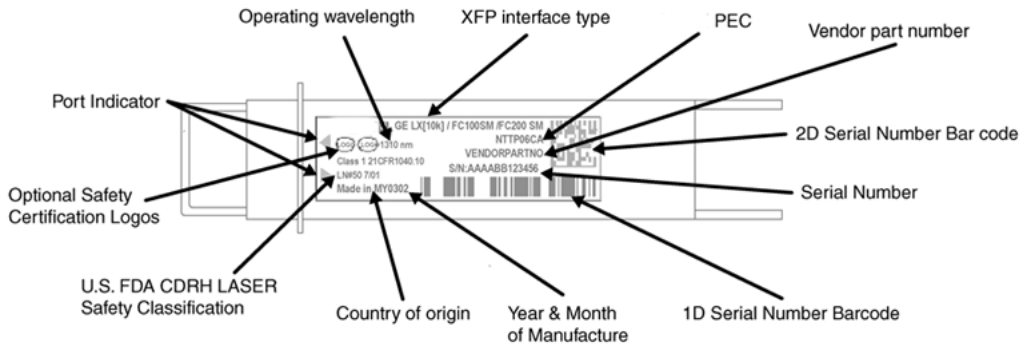 Operating wavelength
XFP interface type
PEC
Vendor part number
Port Indicator
GE LX[10k] / FC100SM /FC200 SM
NTTP06CA
LOGO LOGO 1310 nm
VENDORPARTNO
2D Serial Number Bar code
Class 1 21CFR1040.10
S/N:AAAABB123456
LN#50 7/01
Made in MY0302
Optional Safety
Certification Logos
Serial Number
U.S. FDA CDRH LASER
Safety Classification
Country of origin
Year & Month
of Manufacture
1D Serial Number Barcode